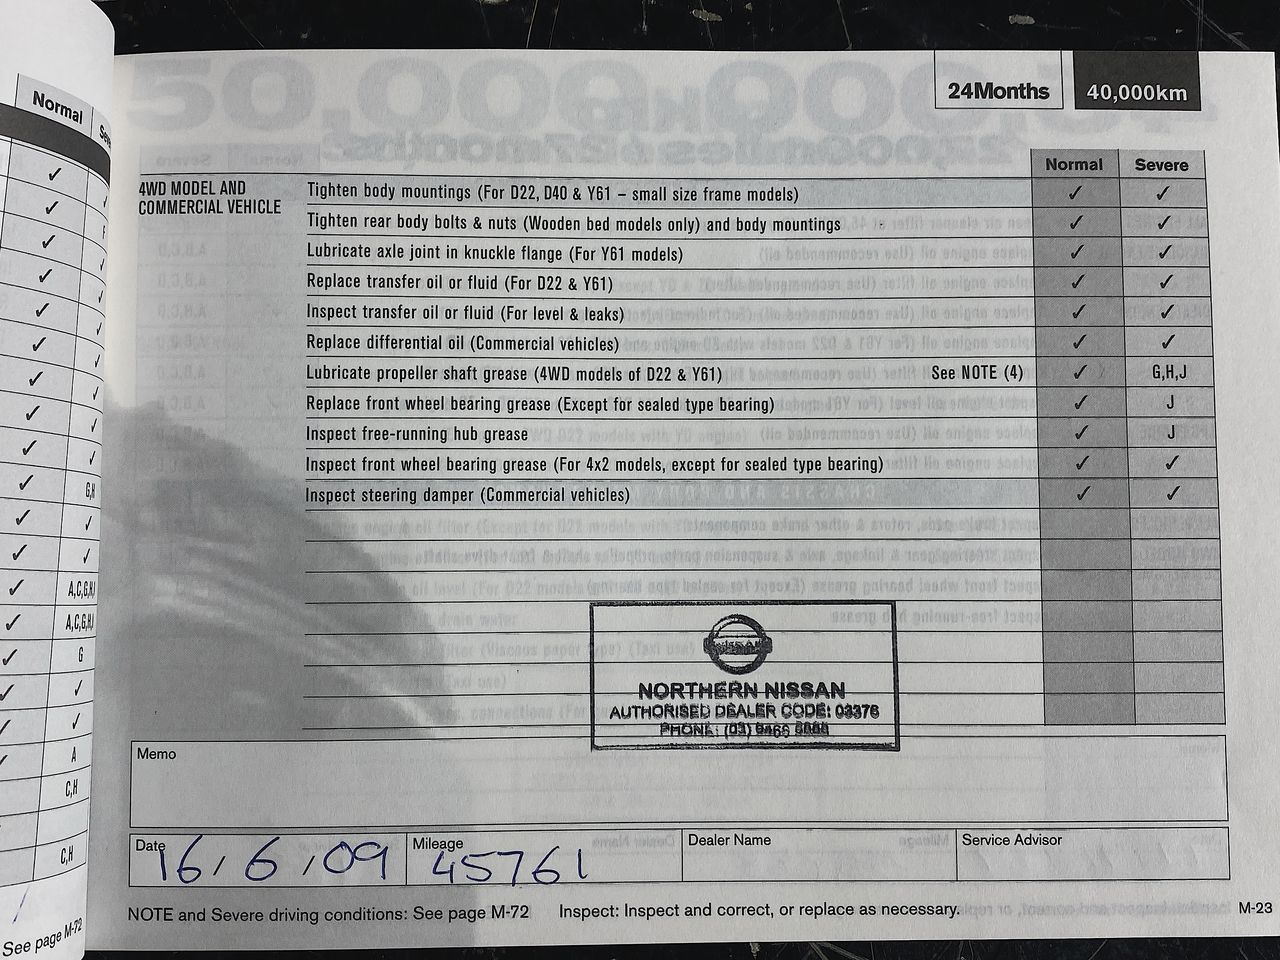 Normal
✓
✓
✓
✓
✓
✓
✓
✓
✓
✓ G,H
✓ ✓
✓ ✓
✓ A,C,G,H,J
✓ A,C,G,H,J
✓ G
✓ ✓
✓ ✓
✓ A
C,H
C,H
See page M-72
24Months 40,000km
Normal Severe
4WD MODEL AND
COMMERCIAL VEHICLE
Tighten body mountings (For D22, D40 & Y61 – small size frame models) ✓ ✓
Tighten rear body bolts & nuts (Wooden bed models only) and body mountings ✓ ✓
Lubricate axle joint in knuckle flange (For Y61 models) ✓ ✓
Replace transfer oil or fluid (For D22 & Y61) ✓ ✓
Inspect transfer oil or fluid (For level & leaks) ✓ ✓
Replace differential oil (Commercial vehicles) ✓ ✓
Lubricate propeller shaft grease (4WD models of D22 & Y61) See NOTE (4) ✓ G,H,J
Replace front wheel bearing grease (Except for sealed type bearing) ✓ J
Inspect free-running hub grease ✓ J
Inspect front wheel bearing grease (For 4x2 models, except for sealed type bearing) ✓ ✓
Inspect steering damper (Commercial vehicles) ✓ ✓
NISSAN
NORTHERN NISSAN
AUTHORISED DEALER CODE: 03376
PHONE: (03)
Memo
Date 16/6/09
Mileage 45761
Dealer Name
Service Advisor
NOTE and Severe driving conditions: See page M-72 Inspect: Inspect and correct, or replace as necessary.
M-23